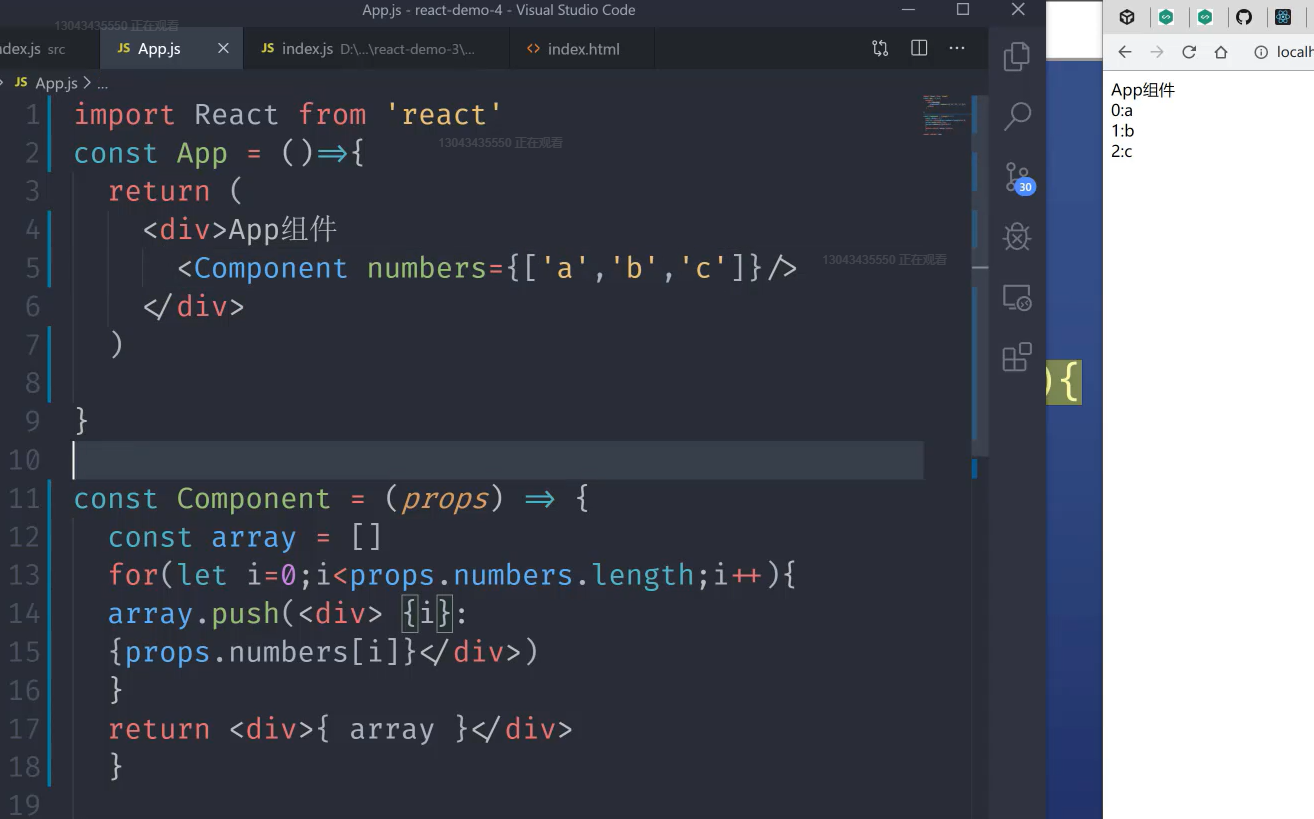 App.js - react-demo-4 - Visual Studio Code
13043435550 正在观看
ndex.js src
JS App.js
JS index.js D:\...\react-demo-3\...
<> index.html
localh
JS App.js > ...
1 import React from 'react'
13043435550 正在观看
2 const App = ()=>{
3 return (
4 <div>App组件
5 <Component numbers={['a','b','c']}/>
13043435550 正在观看
6 </div>
7 )
8
9 }
10
11 const Component = (props) => {
12 const array = []
13 for(let i=0;i<props.numbers.length;i++){
14 array.push(<div> {i}:
15 {props.numbers[i]}</div>)
16 }
17 return <div>{ array }</div>
18 }
19
30
){
App组件
0:a
1:b
2:c